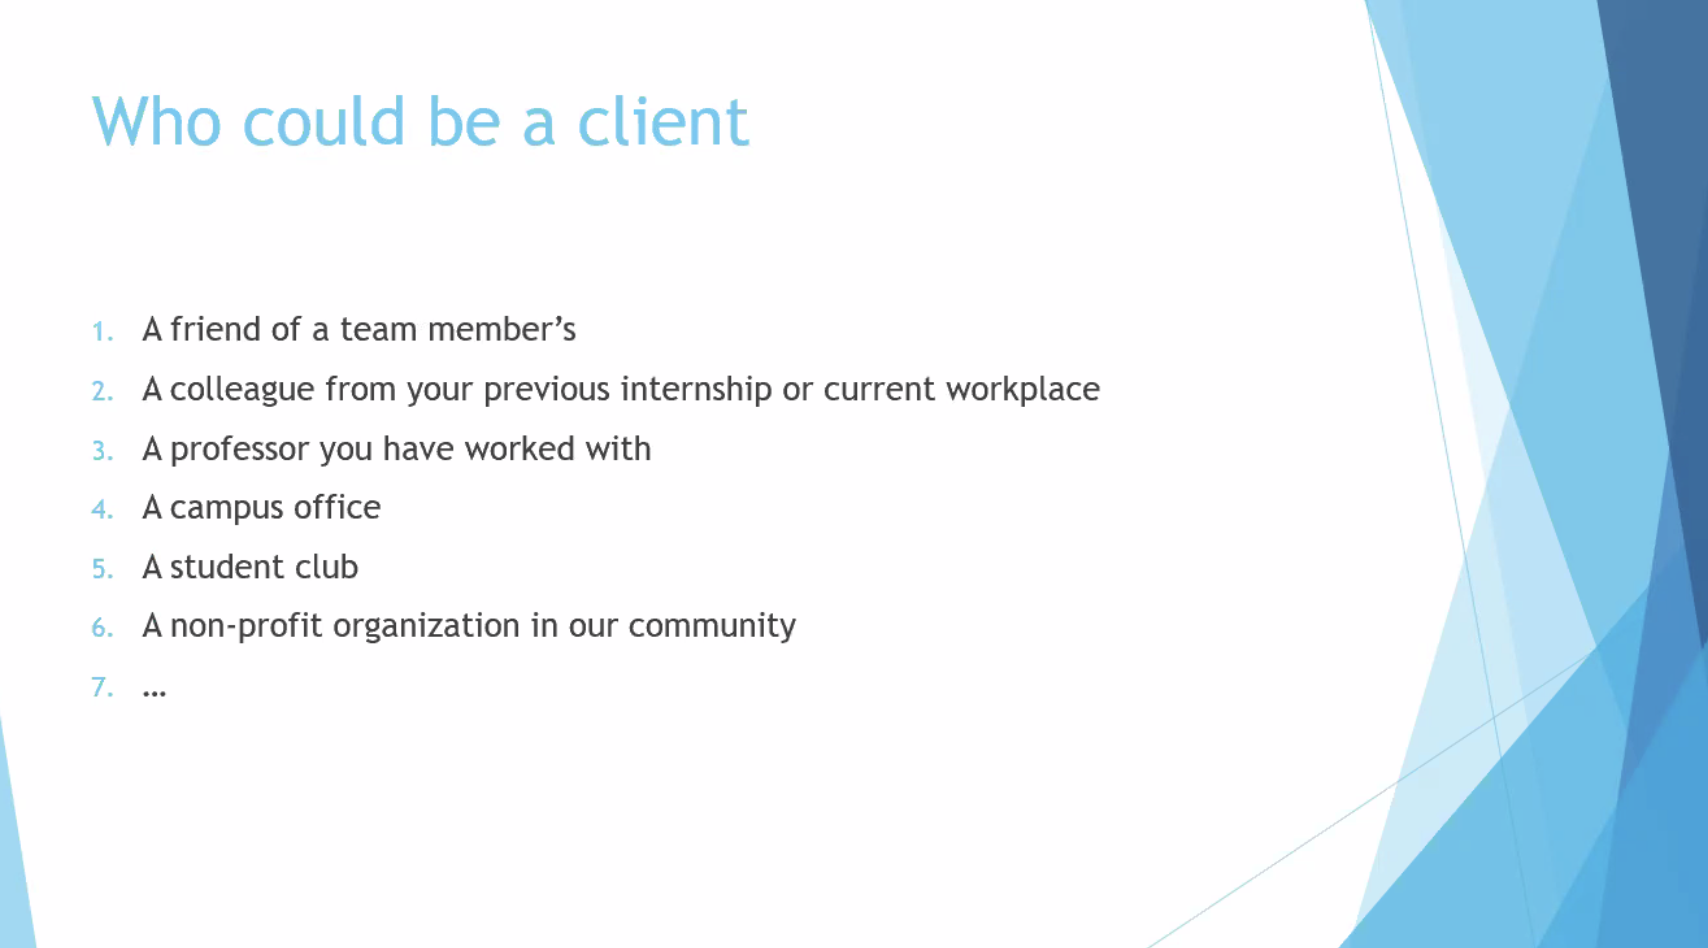 Who could be a client
1. A friend of a team member’s
2. A colleague from your previous internship or current workplace
3. A professor you have worked with
4. A campus office
5. A student club
6. A non-profit organization in our community
7. …